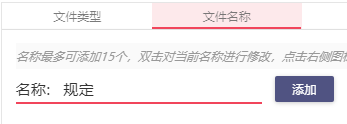 文件类型 文件名称
名称最多可添加15个，双击对当前名称进行修改，点击右侧图
名称： 规定 添加